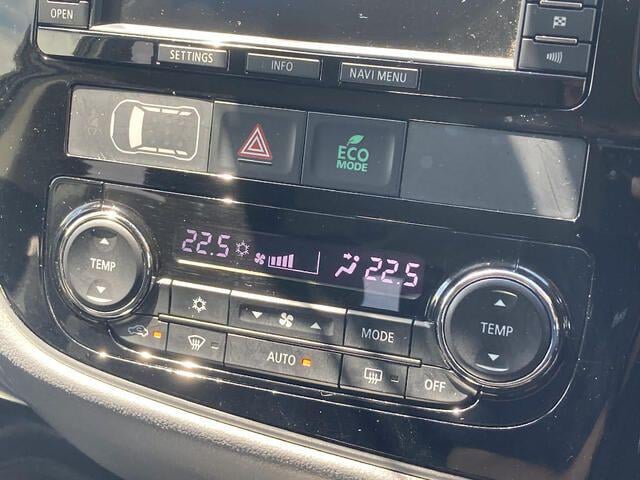 OPEN
SETTINGS
INFO
NAVI MENU
ECO
MODE
22.5
22.5
TEMP
TEMP
MODE
AUTO
OFF